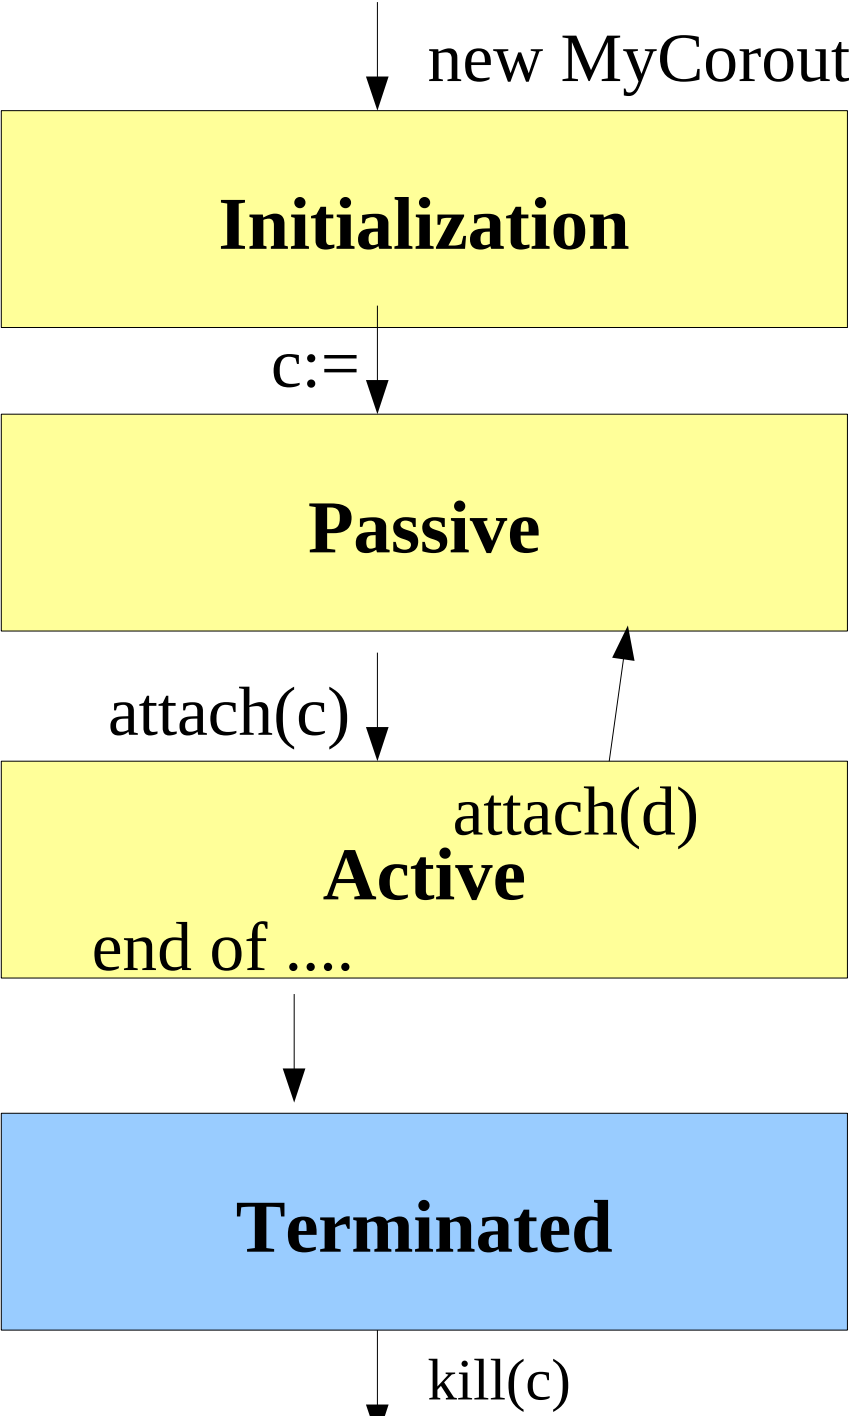 new MyCorout
Initialization
c:=
Passive
attach(c)
attach(d)
Active
end of ....
Terminated
kill(c)